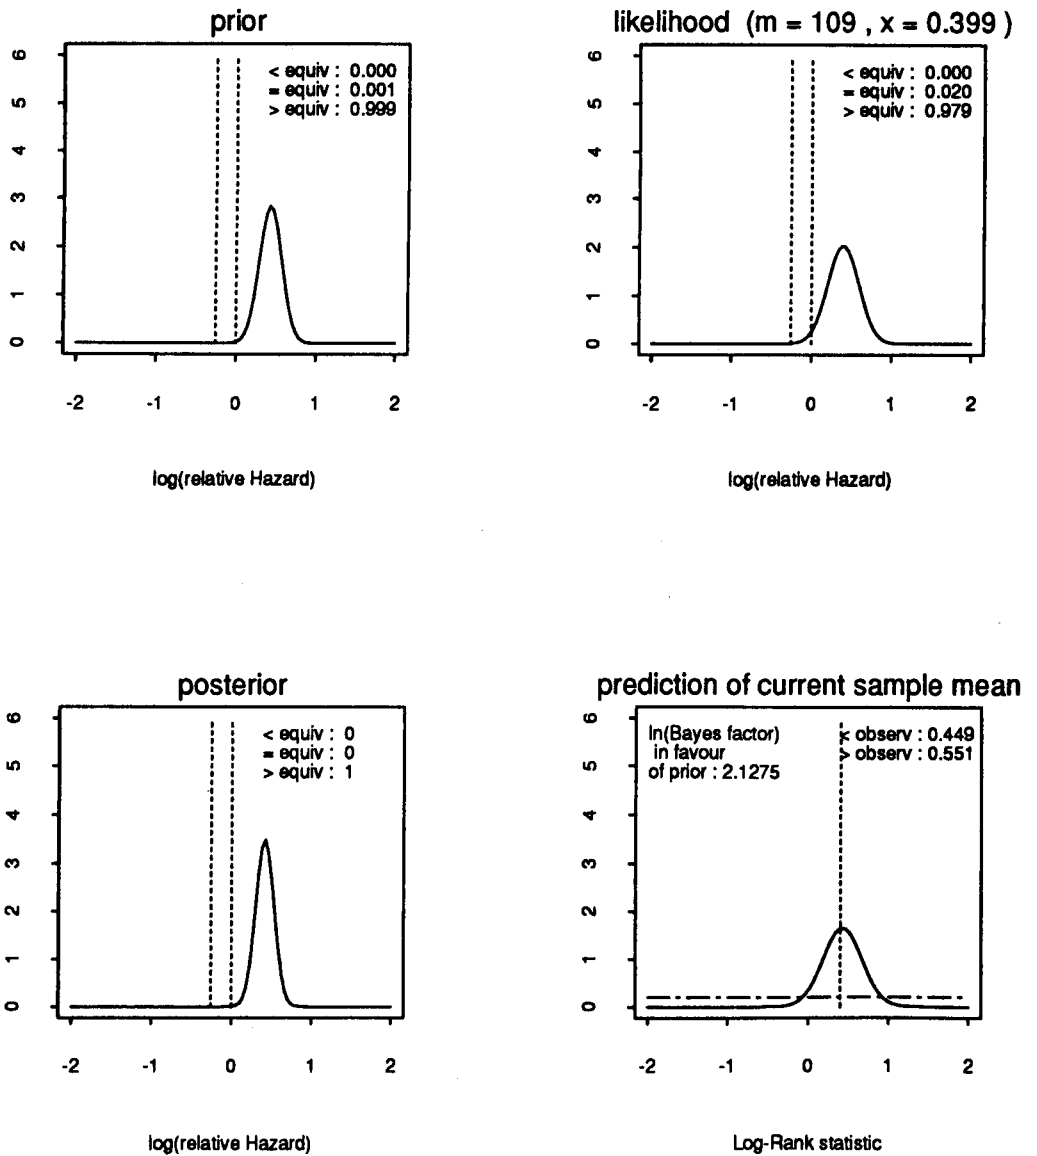 prior
< equiv : 0.000
= equiv : 0.001
> equiv : 0.999
6
5
4
3
2
1
0
-2 -1 0 1 2
log(relative Hazard)
likelihood (m = 109 , x = 0.399 )
< equiv : 0.000
= equiv : 0.020
> equiv : 0.979
6
5
4
3
2
1
0
-2 -1 0 1 2
log(relative Hazard)
posterior
< equiv : 0
= equiv : 0
> equiv : 1
6
5
4
3
2
1
0
-2 -1 0 1 2
log(relative Hazard)
prediction of current sample mean
ln(Bayes factor)
in favour
of prior : 2.1275
< observ : 0.449
> observ : 0.551
6
5
4
3
2
1
0
-2 -1 0 1 2
Log-Rank statistic